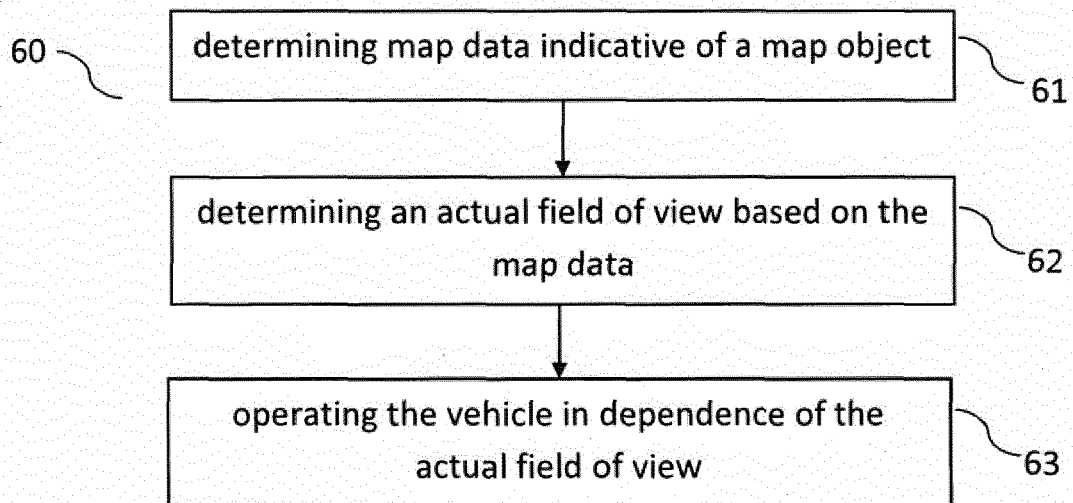 60
determining map data indicative of a map object
61
determining an actual field of view based on the
map data
62
operating the vehicle in dependence of the
actual field of view
63